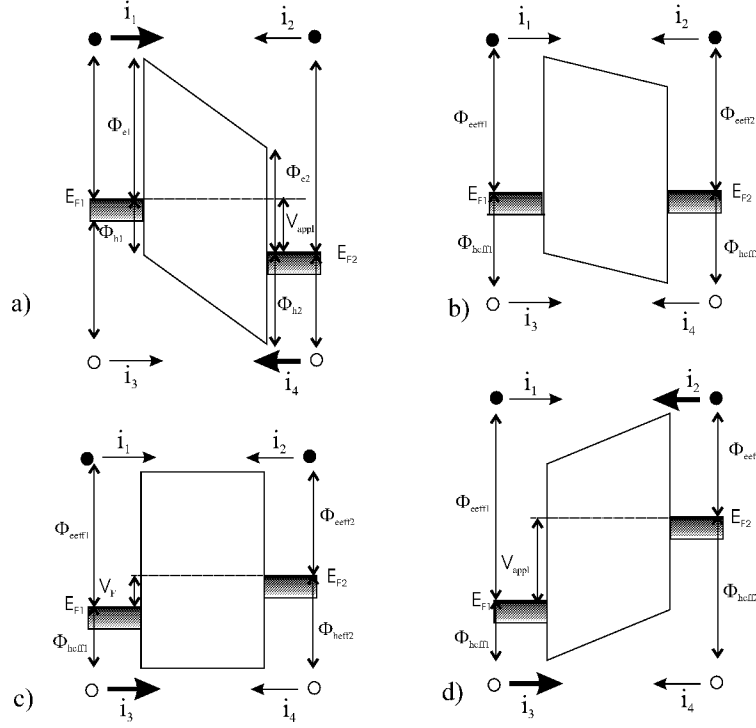 i1 i2
Φe1
Φe2
EF1
Φh1
Vappl
EF2
Φh2
a)
i3 i4
i1 i2
Φeeff1 Φeeff2
EF1 EF2
Φheff1 Φheff2
b)
i3 i4
i1 i2
Φeeff1 Φeeff2
VF
EF1 EF2
Φheff1 Φheff2
c)
i3 i4
i1 i2
Φeeff1 Φeeff
EF2
Vappl
EF1
Φheff1 Φheff2
d)
i3 i4